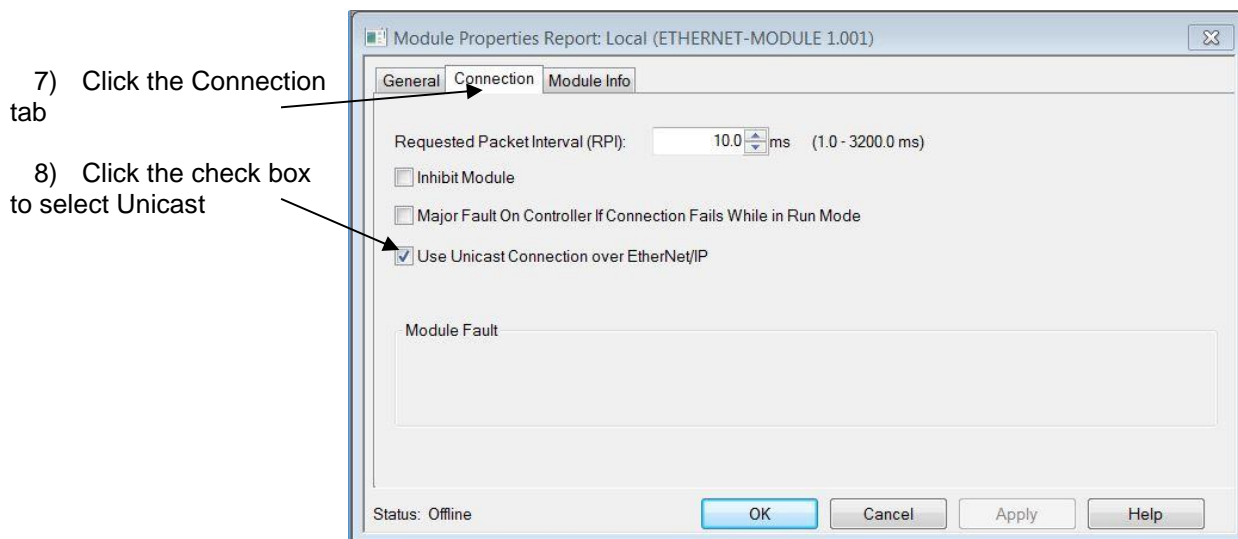 7) Click the Connection
tab
8) Click the check box
to select Unicast
Module Properties Report: Local (ETHERNET-MODULE 1.001)
General Connection Module Info
Requested Packet Interval (RPI): 10.0 ms (1.0 - 3200.0 ms)
Inhibit Module
Major Fault On Controller If Connection Fails While in Run Mode
Use Unicast Connection over EtherNet/IP
Module Fault
Status: Offline OK Cancel Apply Help